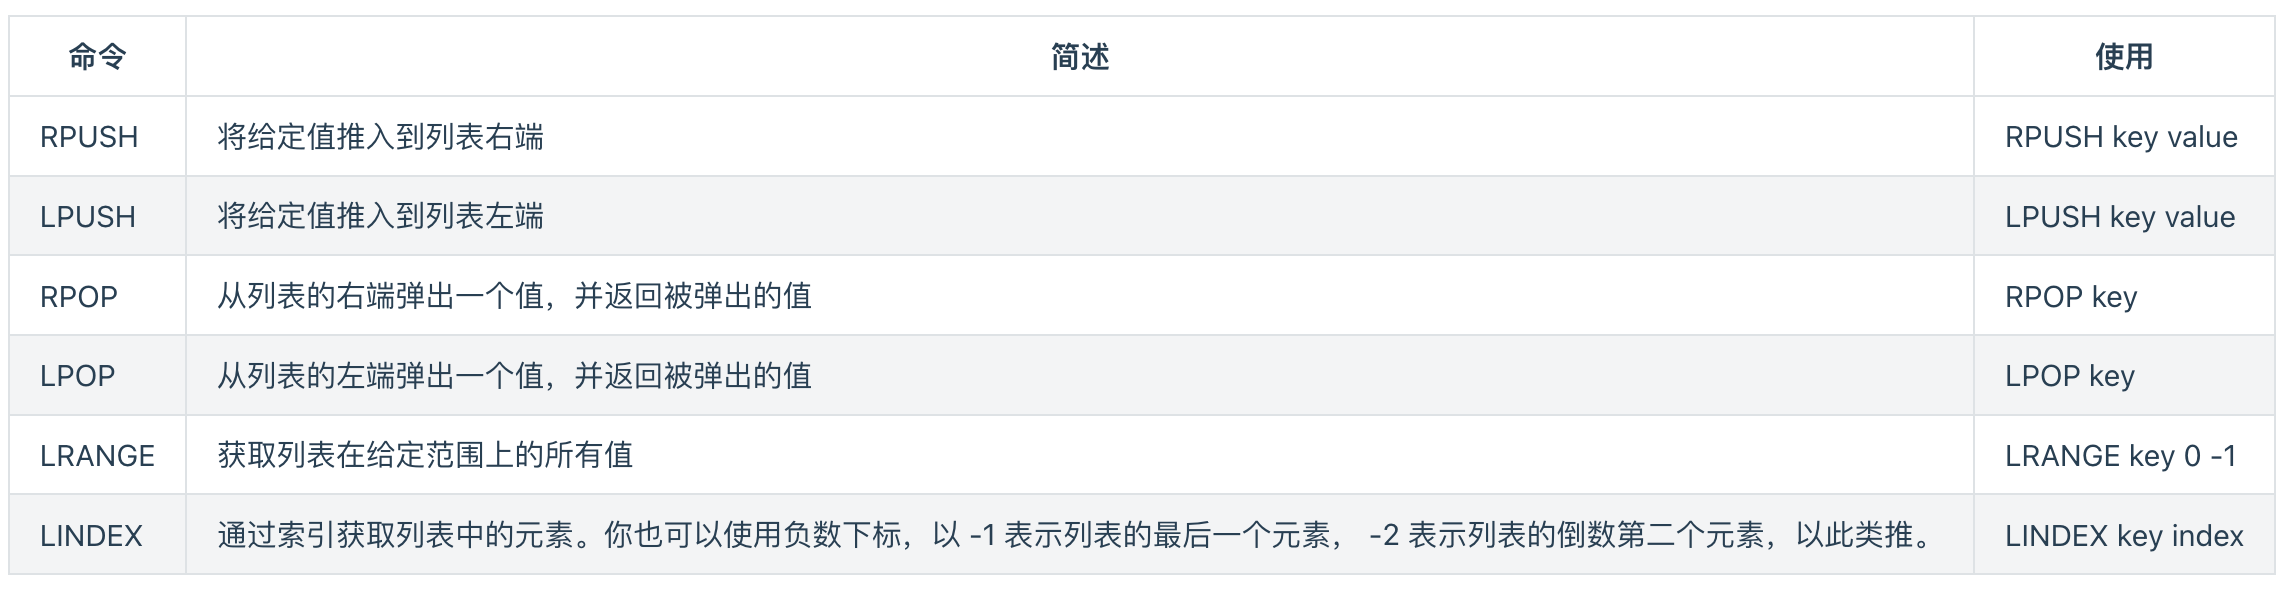 命令 简述 使用
RPUSH 将给定值推入到列表右端 RPUSH key value
LPUSH 将给定值推入到列表左端 LPUSH key value
RPOP 从列表的右端弹出一个值，并返回被弹出的值 RPOP key
LPOP 从列表的左端弹出一个值，并返回被弹出的值 LPOP key
LRANGE 获取列表在给定范围上的所有值 LRANGE key 0 -1
LINDEX 通过索引获取列表中的元素。你也可以使用负数下标，以 -1 表示列表的最后一个元素， -2 表示列表的倒数第二个元素，以此类推。 LINDEX key index